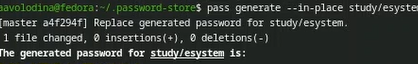 aavolodina@fedora:~/.password-store$ pass generate --in-place study/esystem
[master a4f294f] Replace generated password for study/esystem.
1 file changed, 0 insertions(+), 0 deletions(-)
The generated password for study/esystem is: